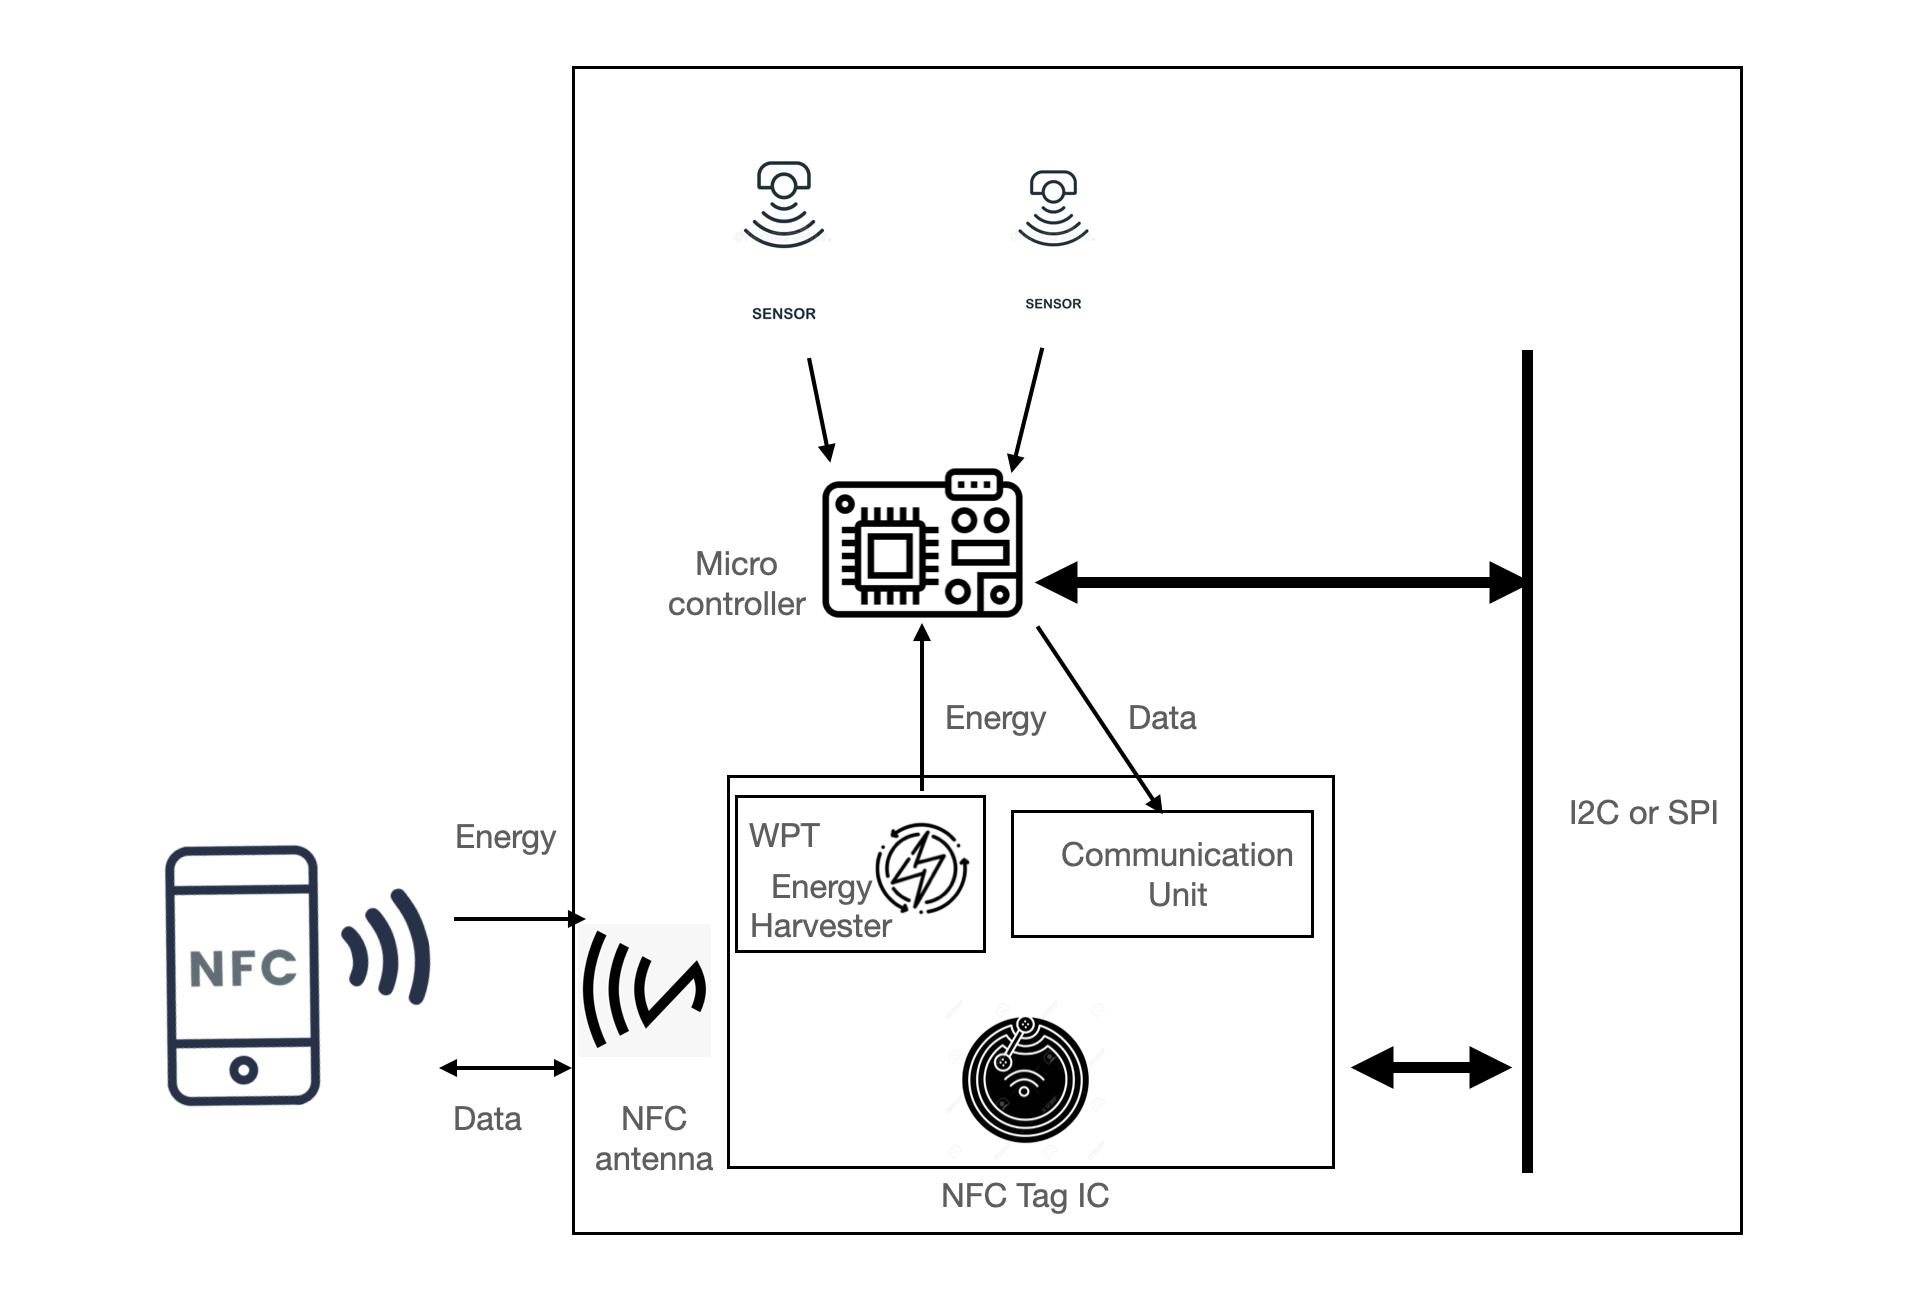 SENSOR
SENSOR
Micro
controller
Energy
Data
I2C or SPI
Energy
WPT
Energy
Harvester
Communication
Unit
NFC
Data
NFC
antenna
NFC Tag IC